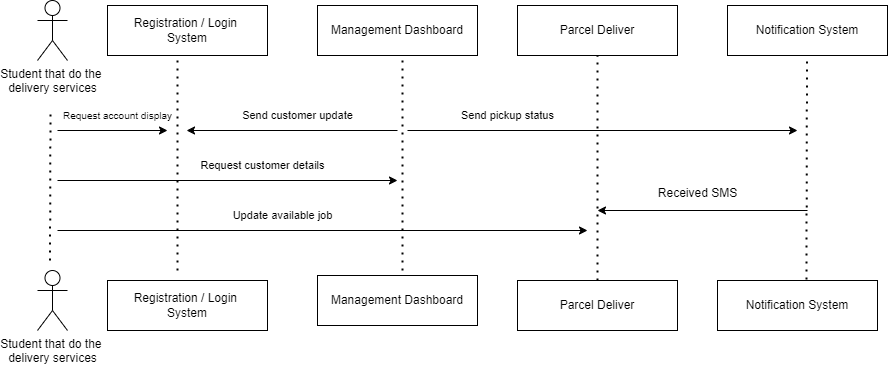 Registration / Login
System
Management Dashboard
Parcel Deliver
Notification System
Student that do the
delivery services
Request account display
Send customer update
Send pickup status
Request customer details
Received SMS
Update available job
Registration / Login
System
Management Dashboard
Parcel Deliver
Notification System
Student that do the
delivery services